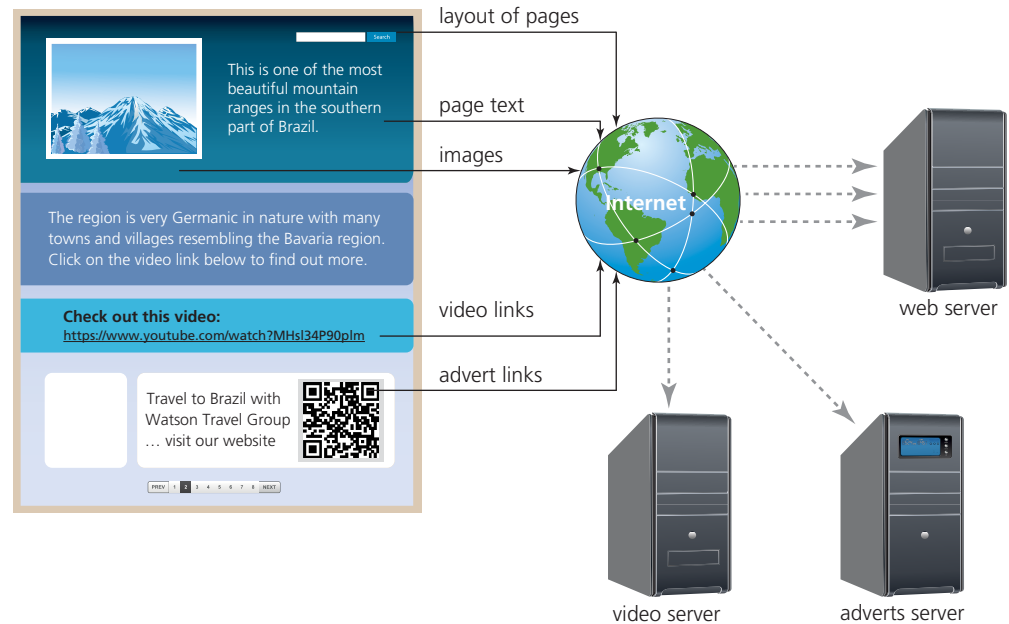 layout of pages
Search
This is one of the most
beautiful mountain
ranges in the southern
part of Brazil.
page text
images
internet
web server
The region is very Germanic in nature with many
towns and villages resembling the Bavaria region.
Click on the video link below to find out more.
video links
Check out this video:
https://www.youtube.com/watch?MHsl34P90plm
advert links
Travel to Brazil with
Watson Travel Group
... visit our website
PREV 1 2 3 4 5 6 7 8 NEXT
video server
adverts server